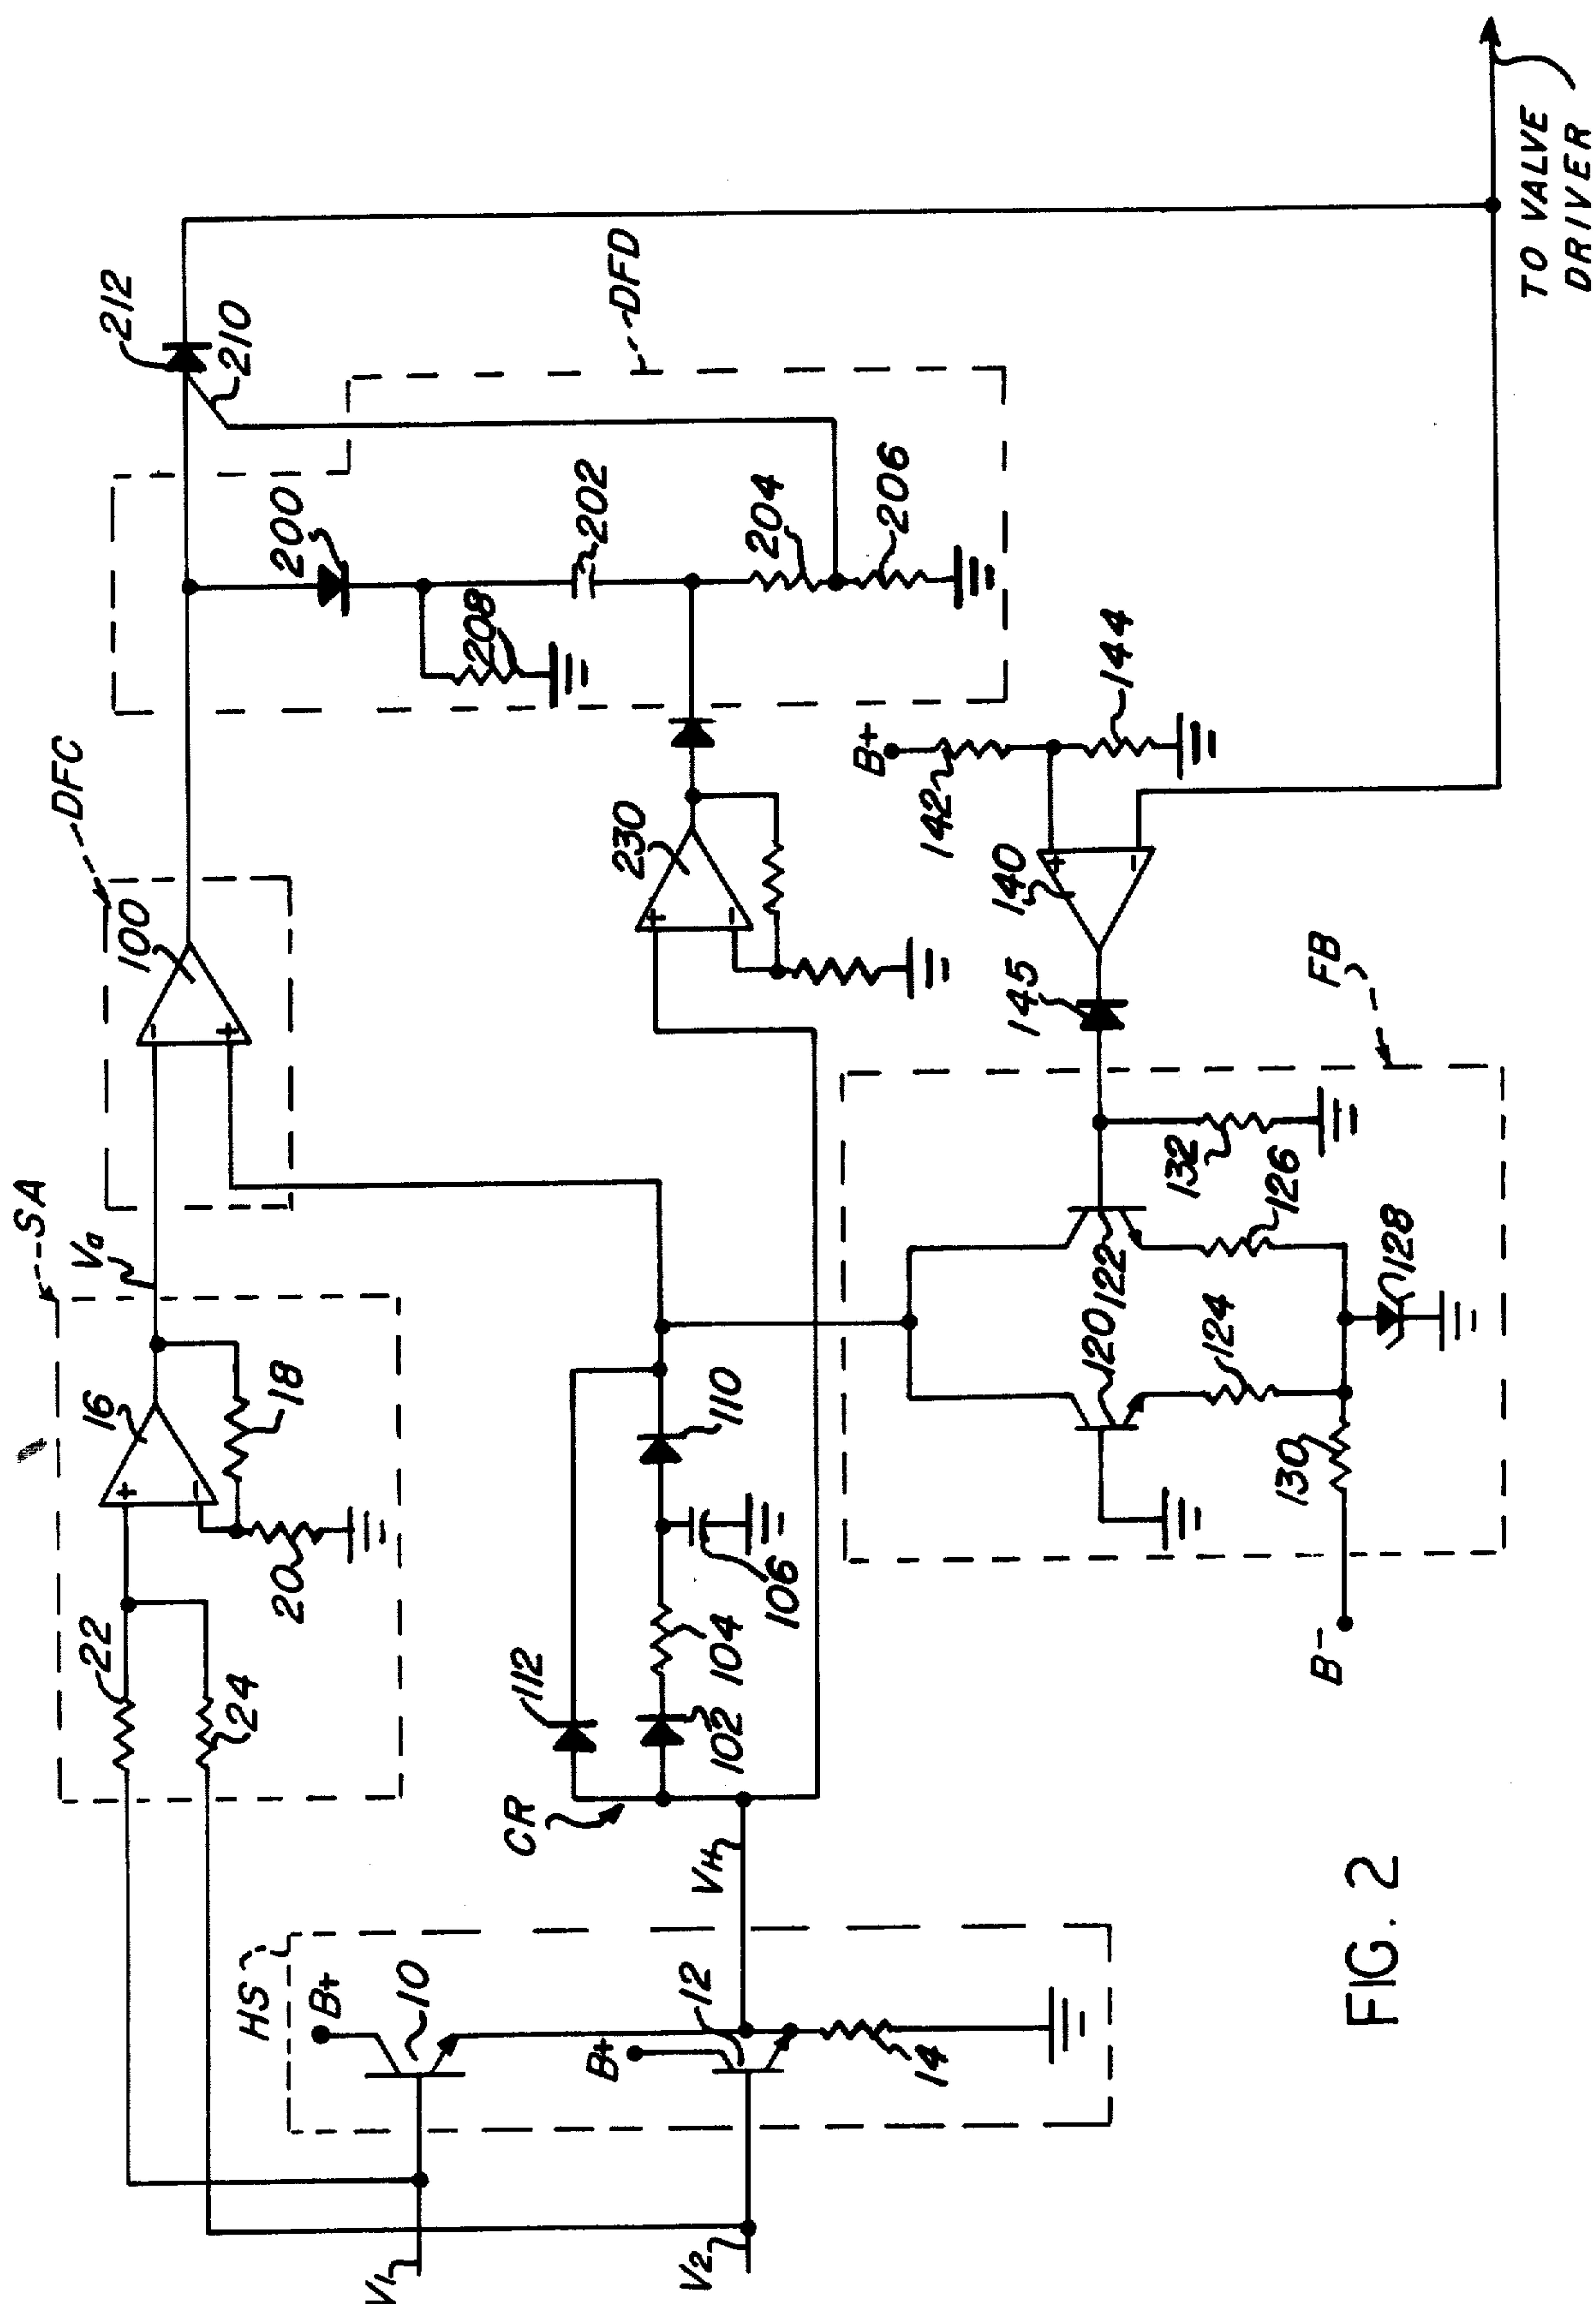 SA
22
16
24
18
20
Va
DFC
100
212
210
DFD
200
202
208
204
206
230
B+
142
144
140
145
FB
HS
B+
10
B+
12
14
V1
V2
VH
CR
112
102
104
106
110
120
122
124
126
128
130
132
B-
TO VALVE
DRIVER
FIG. 2